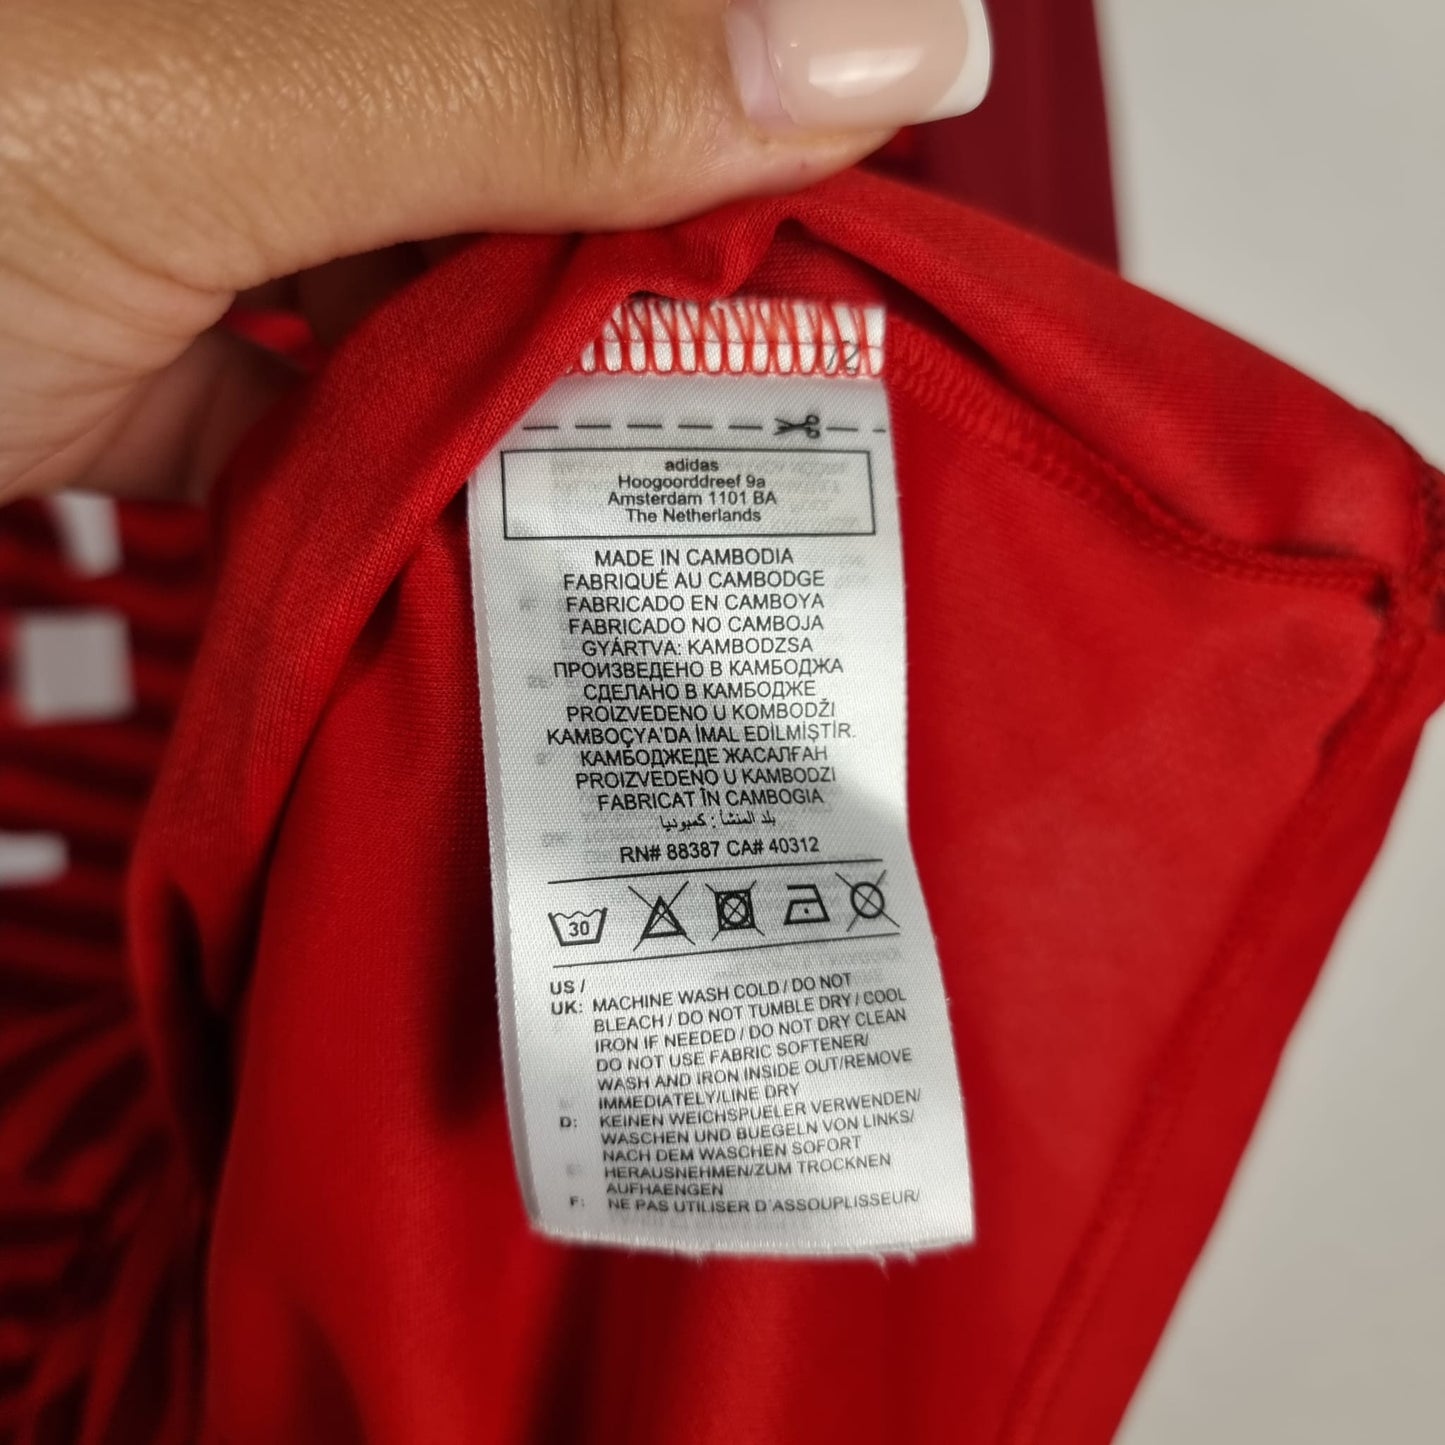 /2
adidas
Hoogoorddreef 9a
Amsterdam 1101 BA
The Netherlands
MADE IN CAMBODIA
FABRIQUÉ AU CAMBODGE
FABRICADO EN CAMBOYA
FABRICADO NO CAMBOJA
GYÁRTVA: KAMBODZSA
ПРОИЗВЕДЕНО В КАМБОДЖА
СДЕЛАНО В КАМБОДЖЕ
PROIZVEDENO U KOMBODŽI
KAMBOÇYA'DA İMAL EDİLMİŞTİR.
КАМБОДЖЕДЕ ЖАСАЛҒАН
PROIZVEDENO U KAMBODZI
FABRICAT ÎN CAMBOGIA
بلد المنشأ : كمبوديا
RN# 88387 CA# 40312
30
US /
UK: MACHINE WASH COLD / DO NOT
BLEACH / DO NOT TUMBLE DRY / COOL
IRON IF NEEDED / DO NOT DRY CLEAN
DO NOT USE FABRIC SOFTENER/
WASH AND IRON INSIDE OUT/REMOVE
IMMEDIATELY/LINE DRY
D: KEINEN WEICHSPUELER VERWENDEN/
WASCHEN UND BUEGELN VON LINKS/
NACH DEM WASCHEN SOFORT
HERAUSNEHMEN/ZUM TROCKNEN
AUFHAENGEN
F: NE PAS UTILISER D'ASSOUPLISSEUR/